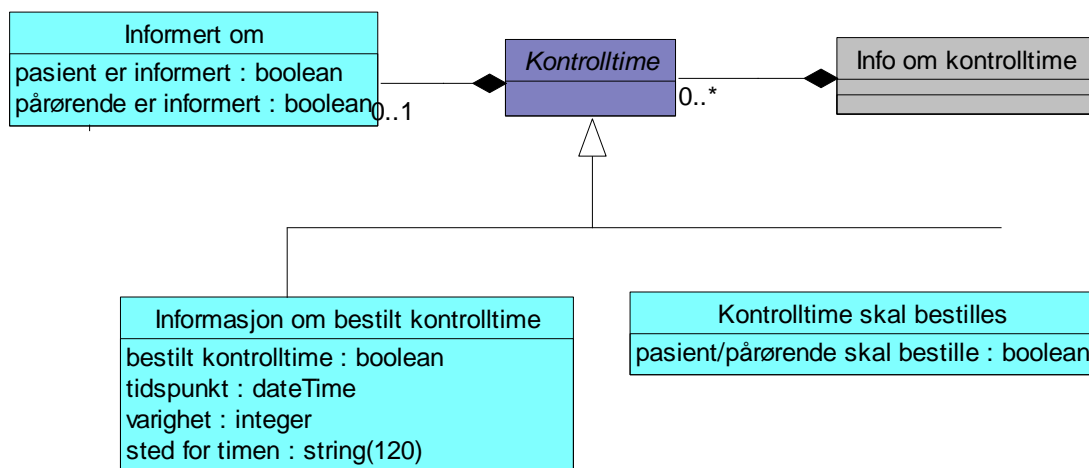 Informert om
pasient er informert : boolean
pårørende er informert : boolean
0..1
Kontrolltime
0..*
Info om kontrolltime
Informasjon om bestilt kontrolltime
bestilt kontrolltime : boolean
tidspunkt : dateTime
varighet : integer
sted for timen : string(120)
Kontrolltime skal bestilles
pasient/pårørende skal bestille : boolean